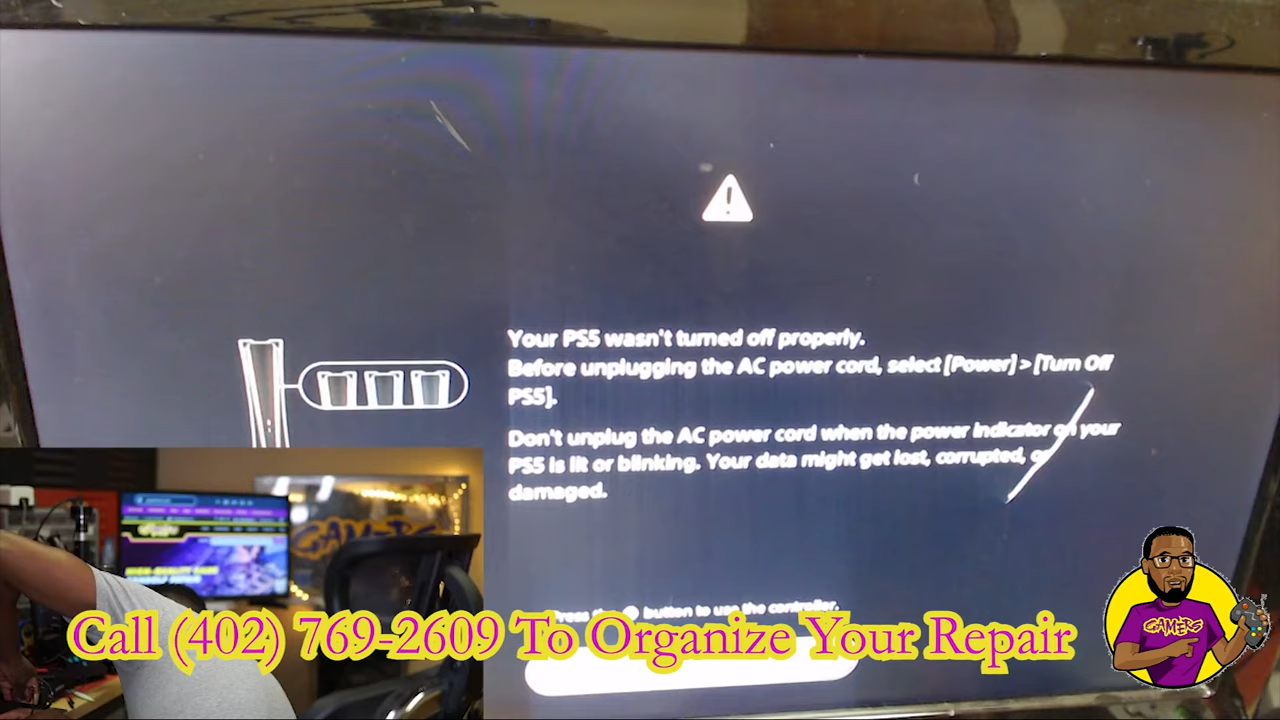 Your PS5 wasn't turned off properly.
Before unplugging the AC power cord, select [Power] > [Turn Off
PS5].
Don't unplug the AC power cord when the power indicator on your
PS5 is lit or blinking. Your data might get lost, corrupted, or
damaged.
button to use the controller.
GAMERS
Call (402) 769-2609 To Organize Your Repair
GAMERS